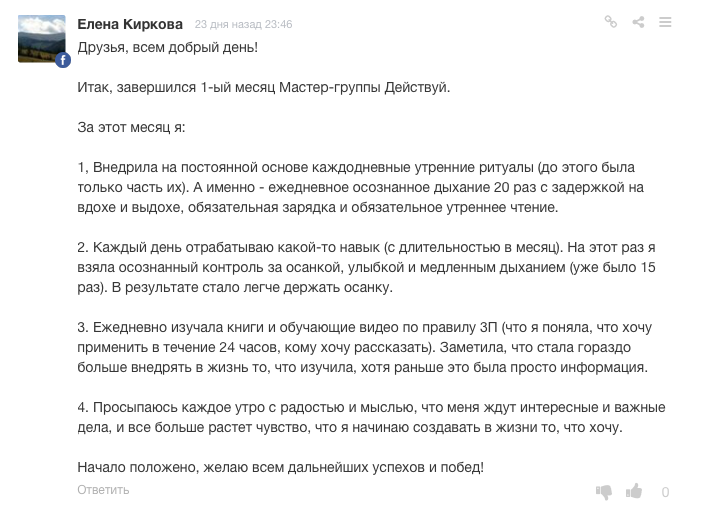 Елена Киркова 23 дня назад 23:46
Друзья, всем добрый день!
Итак, завершился 1-ый месяц Мастер-группы Действуй.
За этот месяц я:
1, Внедрила на постоянной основе каждодневные утренние ритуалы (до этого была
только часть их). А именно - ежедневное осознанное дыхание 20 раз с задержкой на
вдохе и выдохе, обязательная зарядка и обязательное утреннее чтение.
2. Каждый день отрабатываю какой-то навык (с длительностью в месяц). На этот раз я
взяла осознанный контроль за осанкой, улыбкой и медленным дыханием (уже было 15
раз). В результате стало легче держать осанку.
3. Ежедневно изучала книги и обучающие видео по правилу 3П (что я поняла, что хочу
применить в течение 24 часов, кому хочу рассказать). Заметила, что стала гораздо
больше внедрять в жизнь то, что изучила, хотя раньше это была просто информация.
4. Просыпаюсь каждое утро с радостью и мыслью, что меня ждут интересные и важные
дела, и все больше растет чувство, что я начинаю создавать в жизни то, что хочу.
Начало положено, желаю всем дальнейших успехов и побед!
Ответить 0